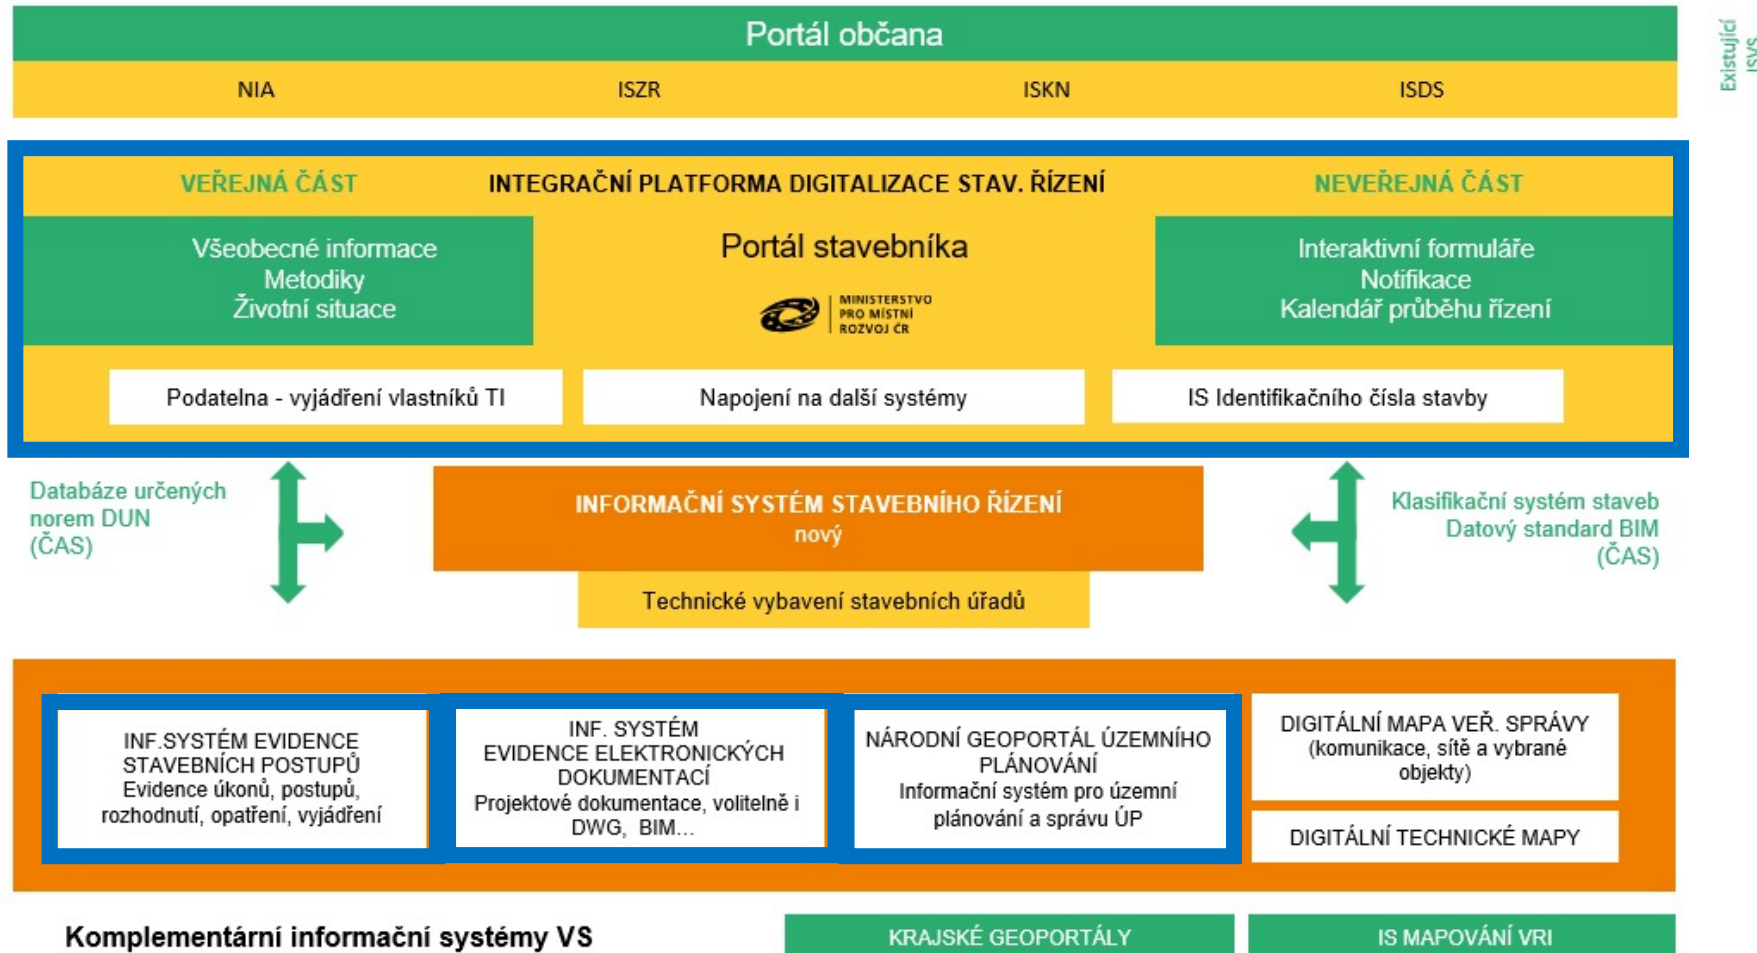 Portál občana
NIA
ISZR
ISKN
ISDS
Existující
ISVS
VEŘEJNÁ ČÁST
INTEGRAČNÍ PLATFORMA DIGITALIZACE STAV. ŘÍZENÍ
NEVEŘEJNÁ ČÁST
Všeobecné informace
Metodiky
Životní situace
Portál stavebníka
MINISTERSTVO
PRO MÍSTNÍ
ROZVOJ ČR
Interaktivní formuláře
Notifikace
Kalendář průběhu řízení
Podatelna - vyjádření vlastníků TI
Napojení na další systémy
IS Identifikačního čísla stavby
Databáze určených
norem DUN
(ČAS)
INFORMAČNÍ SYSTÉM STAVEBNÍHO ŘÍZENÍ
nový
Technické vybavení stavebních úřadů
Klasifikační systém staveb
Datový standard BIM
(ČAS)
INF.SYSTÉM EVIDENCE
STAVEBNÍCH POSTUPŮ
Evidence úkonů, postupů,
rozhodnutí, opatření, vyjádření
INF. SYSTÉM
EVIDENCE ELEKTRONICKÝCH
DOKUMENTACÍ
Projektové dokumentace, volitelně i
DWG, BIM...
NÁRODNÍ GEOPORTÁL ÚZEMNÍHO
PLÁNOVÁNÍ
Informační systém pro územní
plánování a správu ÚP
DIGITÁLNÍ MAPA VEŘ. SPRÁVY
(komunikace, sítě a vybrané
objekty)
DIGITÁLNÍ TECHNICKÉ MAPY
Komplementární informační systémy VS
KRAJSKÉ GEOPORTÁLY
IS MAPOVÁNÍ VRI